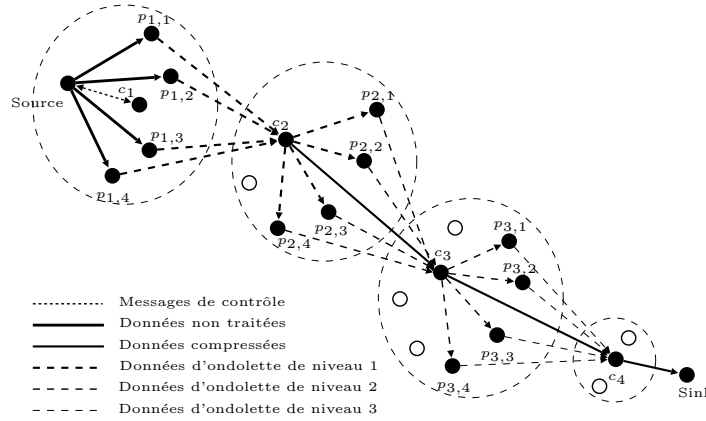 p1,1
Source
c1
p1,2
p1,3
p1,4
c2
p2,1
p2,2
p2,3
p2,4
c3
p3,1
p3,2
p3,3
p3,4
c4
Sink
Messages de contrôle
Données non traitées
Données compressées
Données d'ondolette de niveau 1
Données d'ondolette de niveau 2
Données d'ondolette de niveau 3